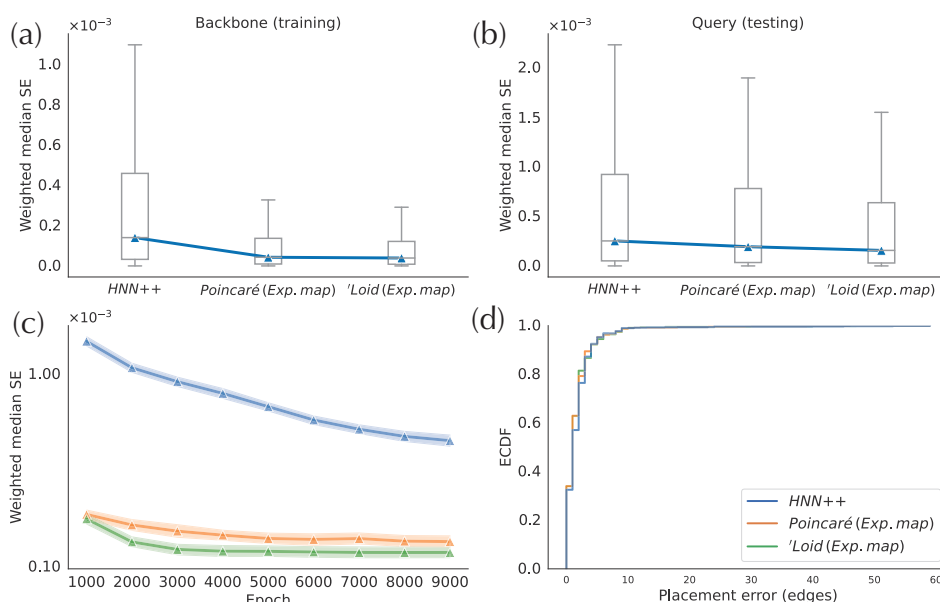 (a)
×10⁻³
Backbone (training)
Weighted median SE
1.0
0.8
0.6
0.4
0.2
0.0
HNN++
Poincaré (Exp. map)
'Loid (Exp. map)
(b)
×10⁻³
Query (testing)
Weighted median SE
2.0
1.5
1.0
0.5
0.0
HNN++
Poincaré (Exp. map)
'Loid (Exp. map)
(c)
×10⁻³
Weighted median SE
1.00
0.10
1000 2000 3000 4000 5000 6000 7000 8000 9000
Epoch
(d)
ECDF
1.0
0.8
0.6
0.4
0.2
0.0
0 10 20 30 40 50 60
Placement error (edges)
HNN++
Poincaré (Exp. map)
'Loid (Exp. map)